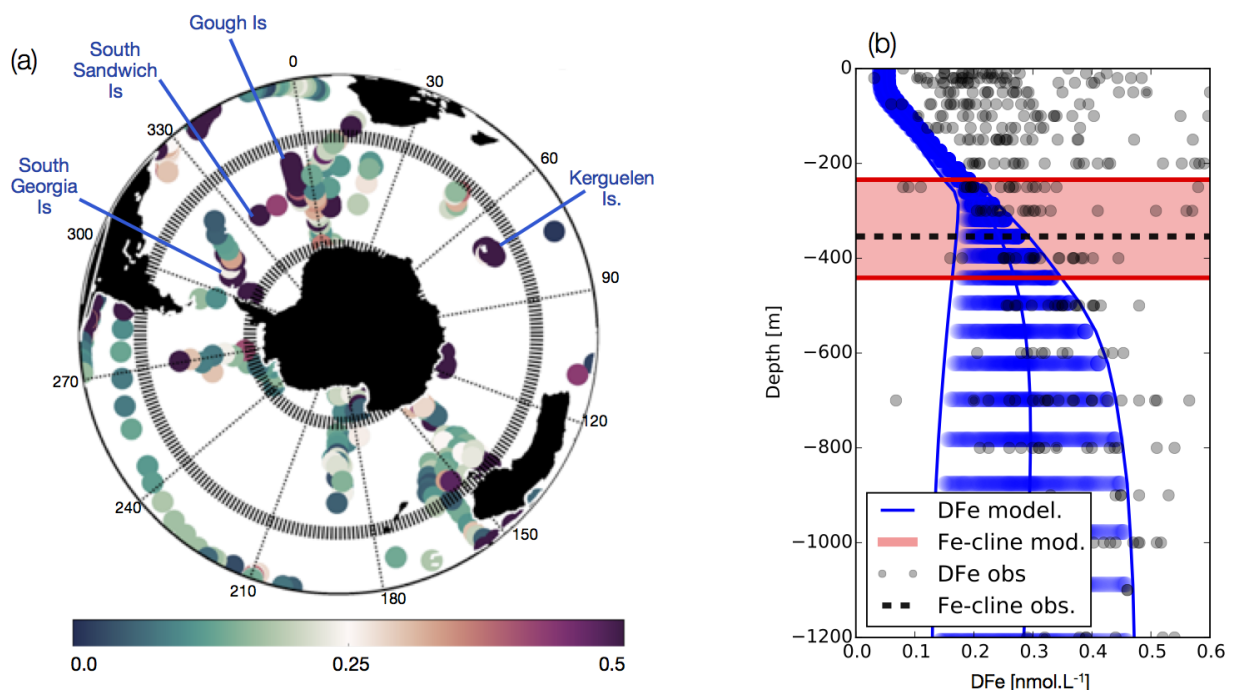 (a)
Gough Is
South
Sandwich
Is
South
Georgia
Is
Kerguelen
Is.
0
30
60
90
120
150
180
210
240
270
300
330
0.0
0.25
0.5
(b)
0
−200
−400
−600
−800
−1000
−1200
Depth [m]
0.0
0.1
0.2
0.3
0.4
0.5
0.6
DFe [nmol.L⁻¹]
DFe model.
Fe-cline mod.
DFe obs
Fe-cline obs.